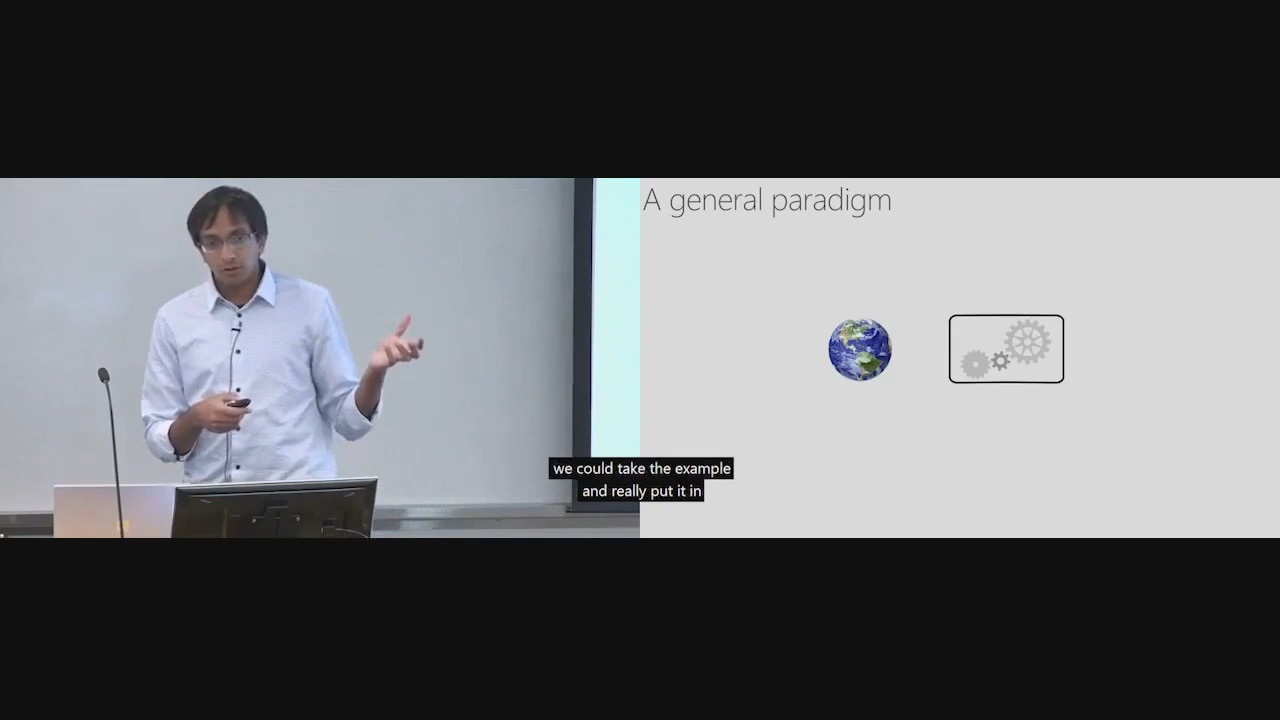 A general paradigm
we could take the example
and really put it in